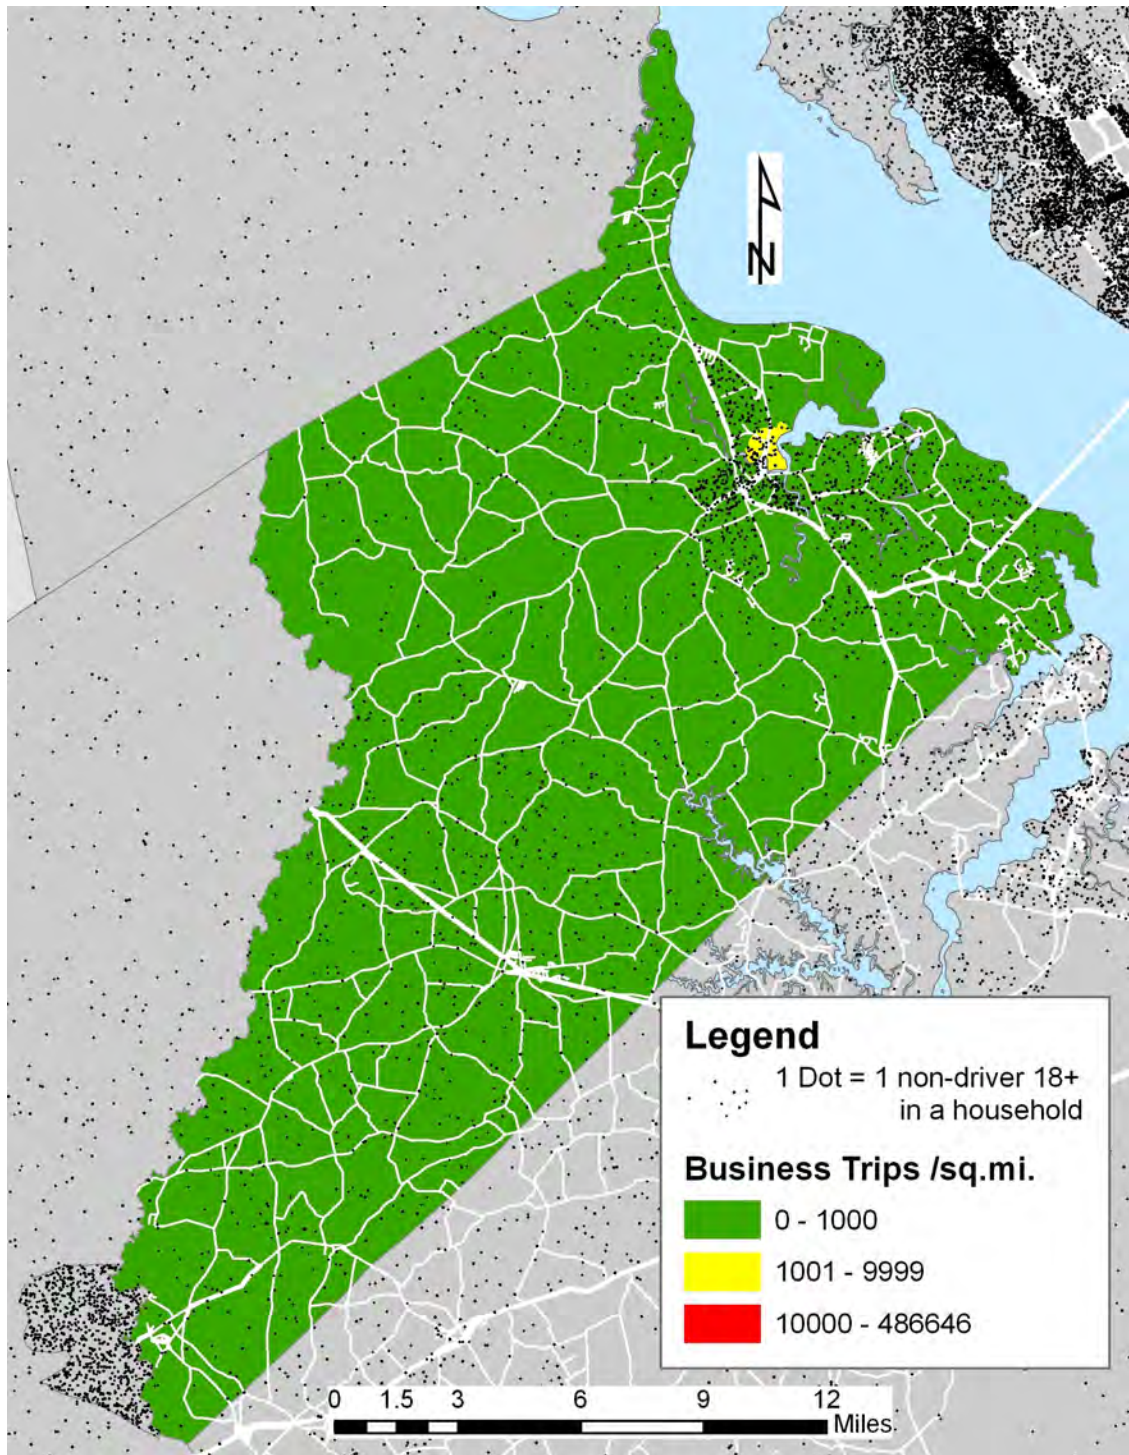 N
Legend
1 Dot = 1 non-driver 18+
in a household
Business Trips /sq.mi.
0 - 1000
1001 - 9999
10000 - 486646
0 1.5 3 6 9 12
Miles